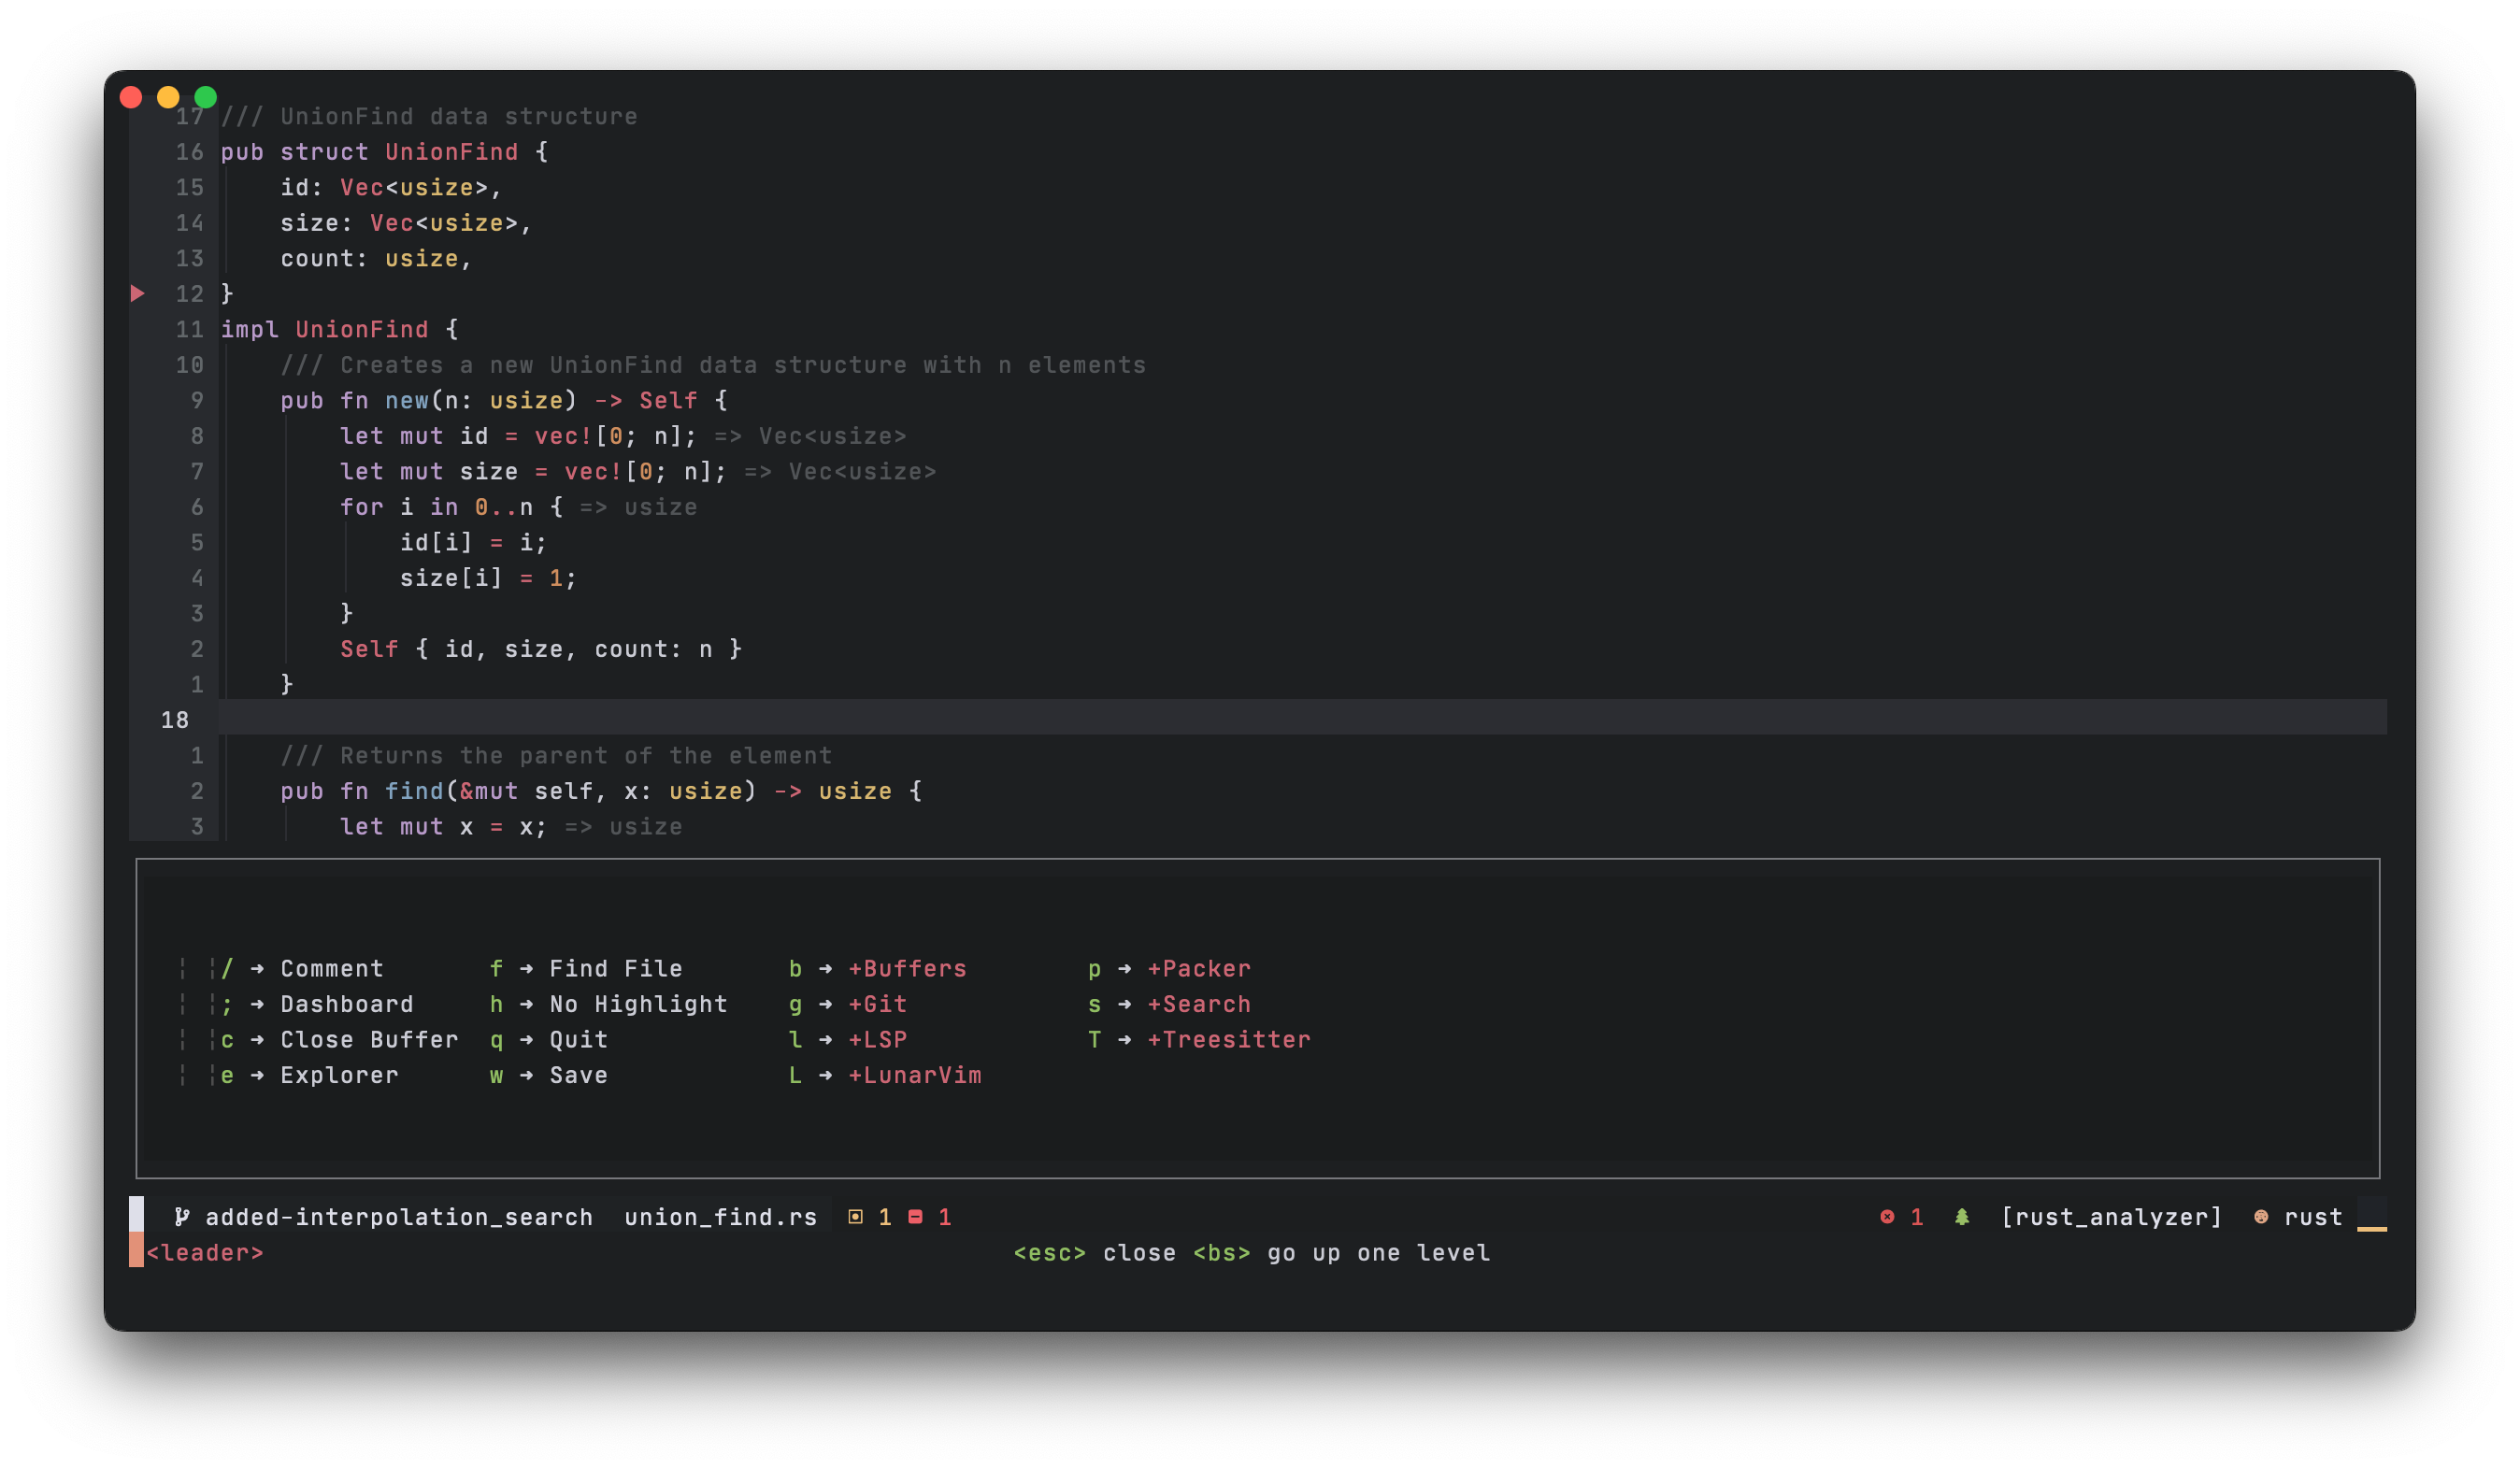 17 /// UnionFind data structure
16 pub struct UnionFind {
15     id: Vec<usize>,
14     size: Vec<usize>,
13     count: usize,
12 }
11 impl UnionFind {
10     /// Creates a new UnionFind data structure with n elements
9     pub fn new(n: usize) -> Self {
8         let mut id = vec![0; n]; => Vec<usize>
7         let mut size = vec![0; n]; => Vec<usize>
6         for i in 0..n { => usize
5             id[i] = i;
4             size[i] = 1;
3         }
2         Self { id, size, count: n }
1     }
18
1     /// Returns the parent of the element
2     pub fn find(&mut self, x: usize) -> usize {
3         let mut x = x; => usize
/ → Comment  f → Find File  b → +Buffers  p → +Packer
; → Dashboard  h → No Highlight  g → +Git  s → +Search
c → Close Buffer  q → Quit  l → +LSP  T → +Treesitter
e → Explorer  w → Save  L → +LunarVim
added-interpolation_search  union_find.rs  1  1  1  [rust_analyzer]  rust
<leader>  <esc> close <bs> go up one level